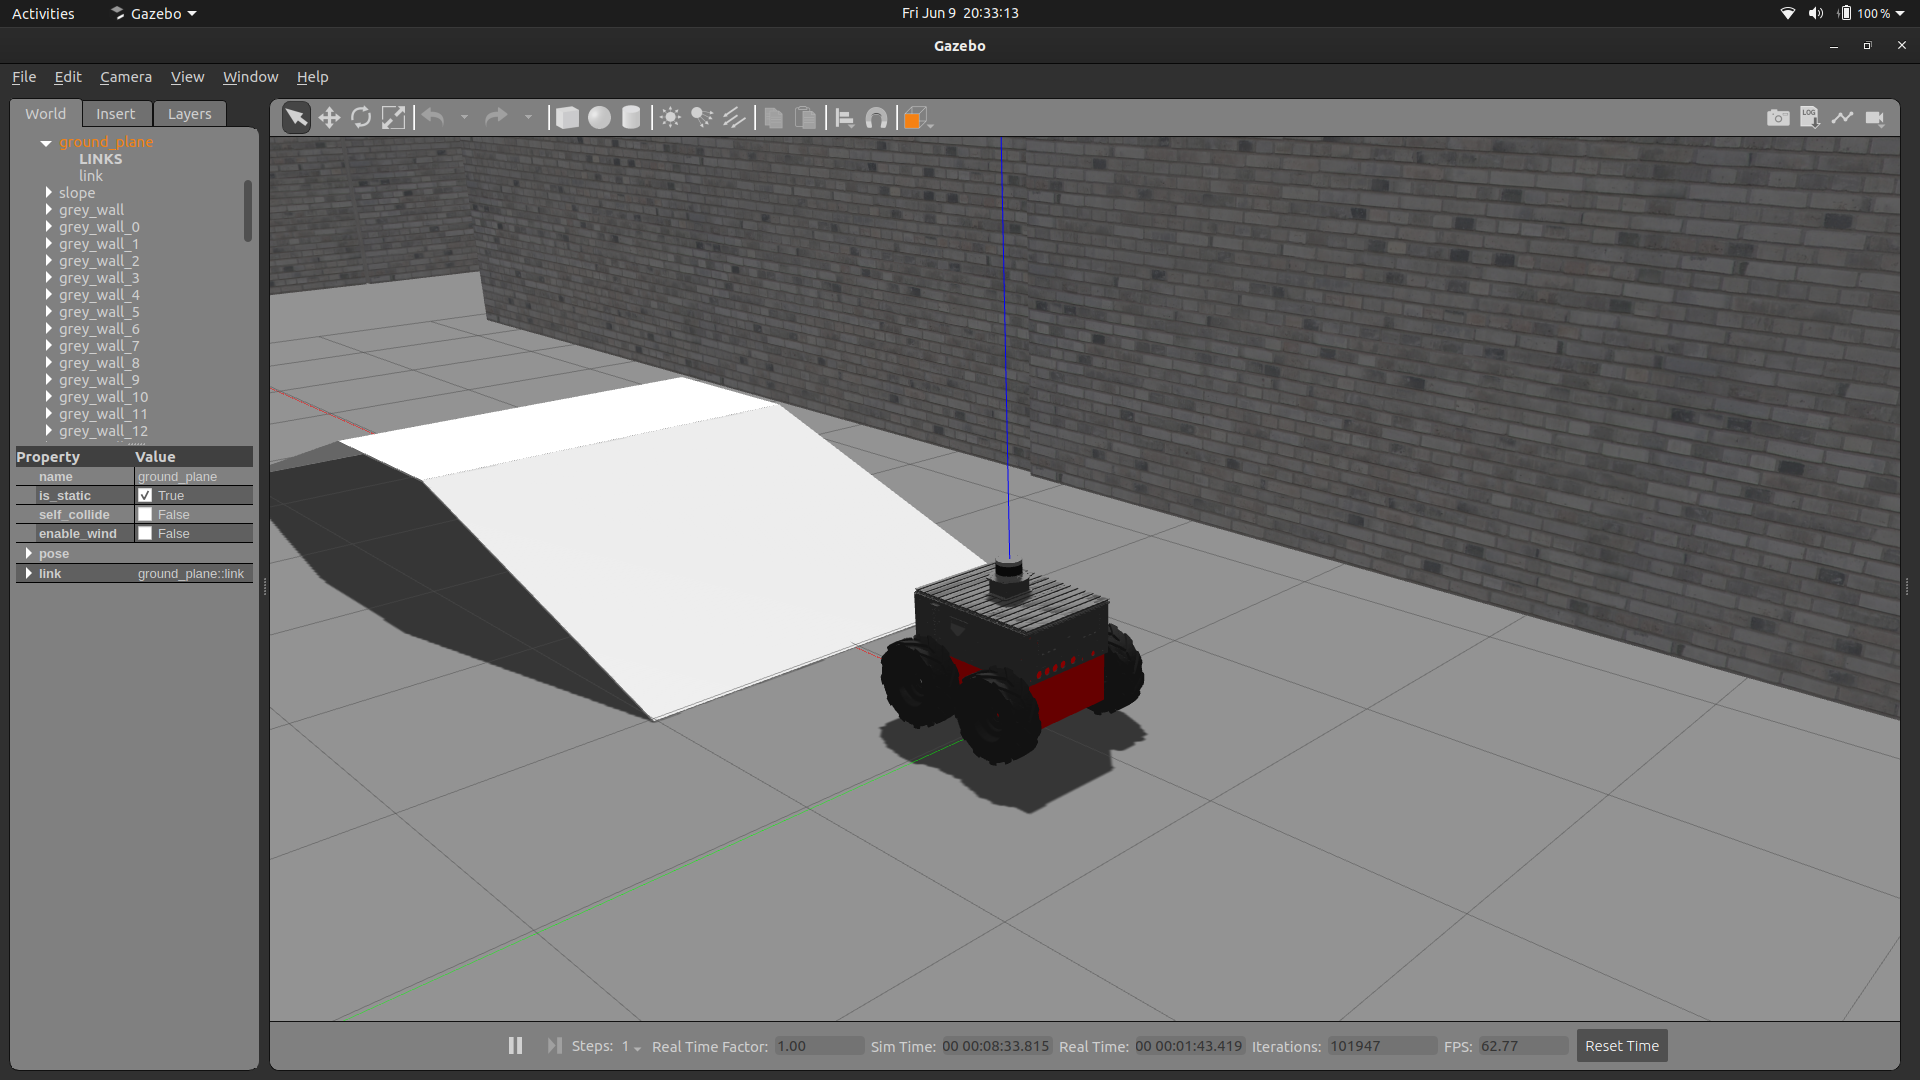 Activities Gazebo Fri Jun 9 20:33:13 100 %
Gazebo
File Edit Camera View Window Help
World Insert Layers
LOG
ground_plane
LINKS
link
slope
grey_wall
grey_wall_0
grey_wall_1
grey_wall_2
grey_wall_3
grey_wall_4
grey_wall_5
grey_wall_6
grey_wall_7
grey_wall_8
grey_wall_9
grey_wall_10
grey_wall_11
grey_wall_12
Property Value
name ground_plane
is_static True
self_collide False
enable_wind False
pose
link ground_plane::link
Steps: 1 Real Time Factor: 1.00 Sim Time: 00 00:08:33.815 Real Time: 00 00:01:43.419 Iterations: 101947 FPS: 62.77 Reset Time